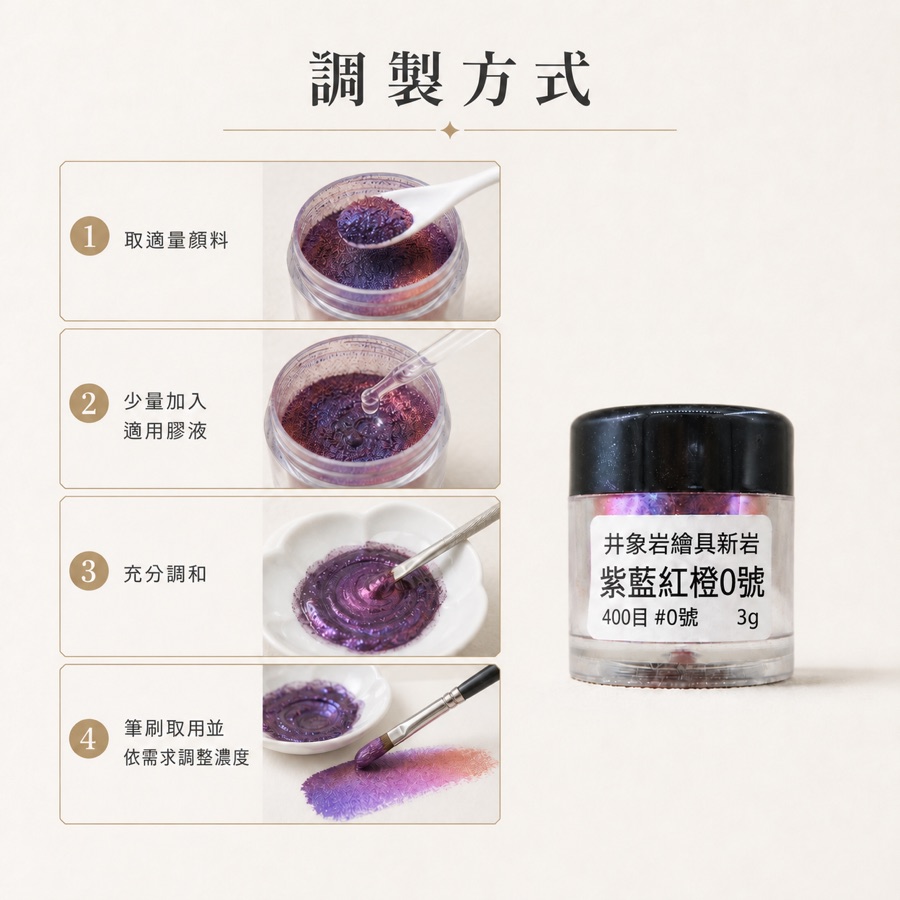 調製方式
1 取適量顏料
2 少量加入
適用膠液
3 充分調和
4 筆刷取用並
依需求調整濃度
井象岩繪具新岩
紫藍紅橙0號
400目 #0號 3g